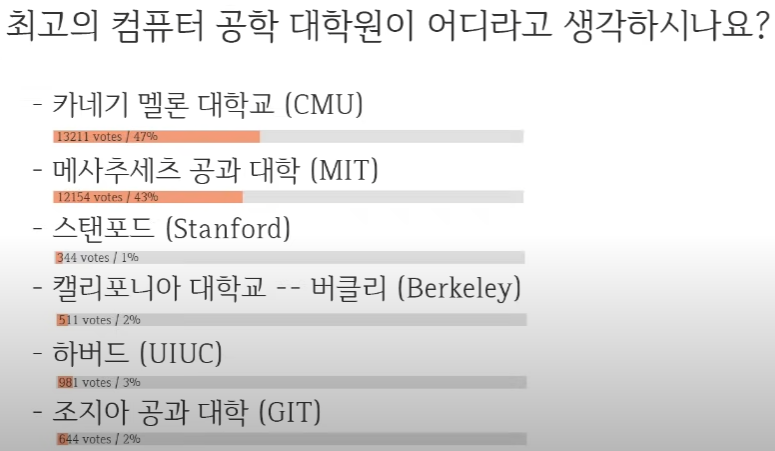 최고의 컴퓨터 공학 대학원이 어디라고 생각하시나요?
- 카네기 멜론 대학교 (CMU)
13211 votes / 47%
- 메사추세츠 공과 대학 (MIT)
12154 votes / 43%
- 스탠포드 (Stanford)
344 votes / 1%
- 캘리포니아 대학교 -- 버클리 (Berkeley)
511 votes / 2%
- 하버드 (UIUC)
981 votes / 3%
- 조지아 공과 대학 (GIT)
644 votes / 2%